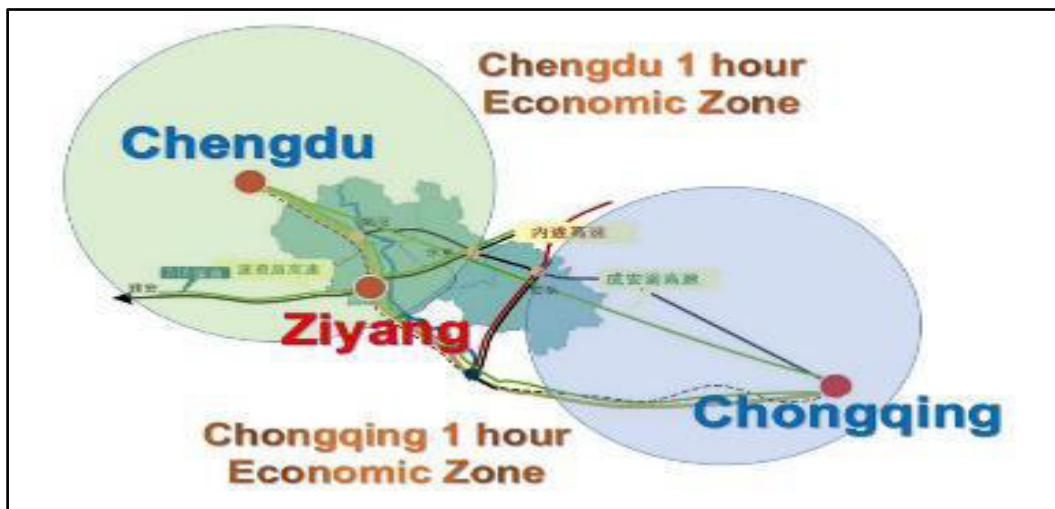 Chengdu 1 hour
Economic Zone
Chengdu
内遂高速
成安渝高速
Ziyang
Chongqing
Chongqing 1 hour
Economic Zone